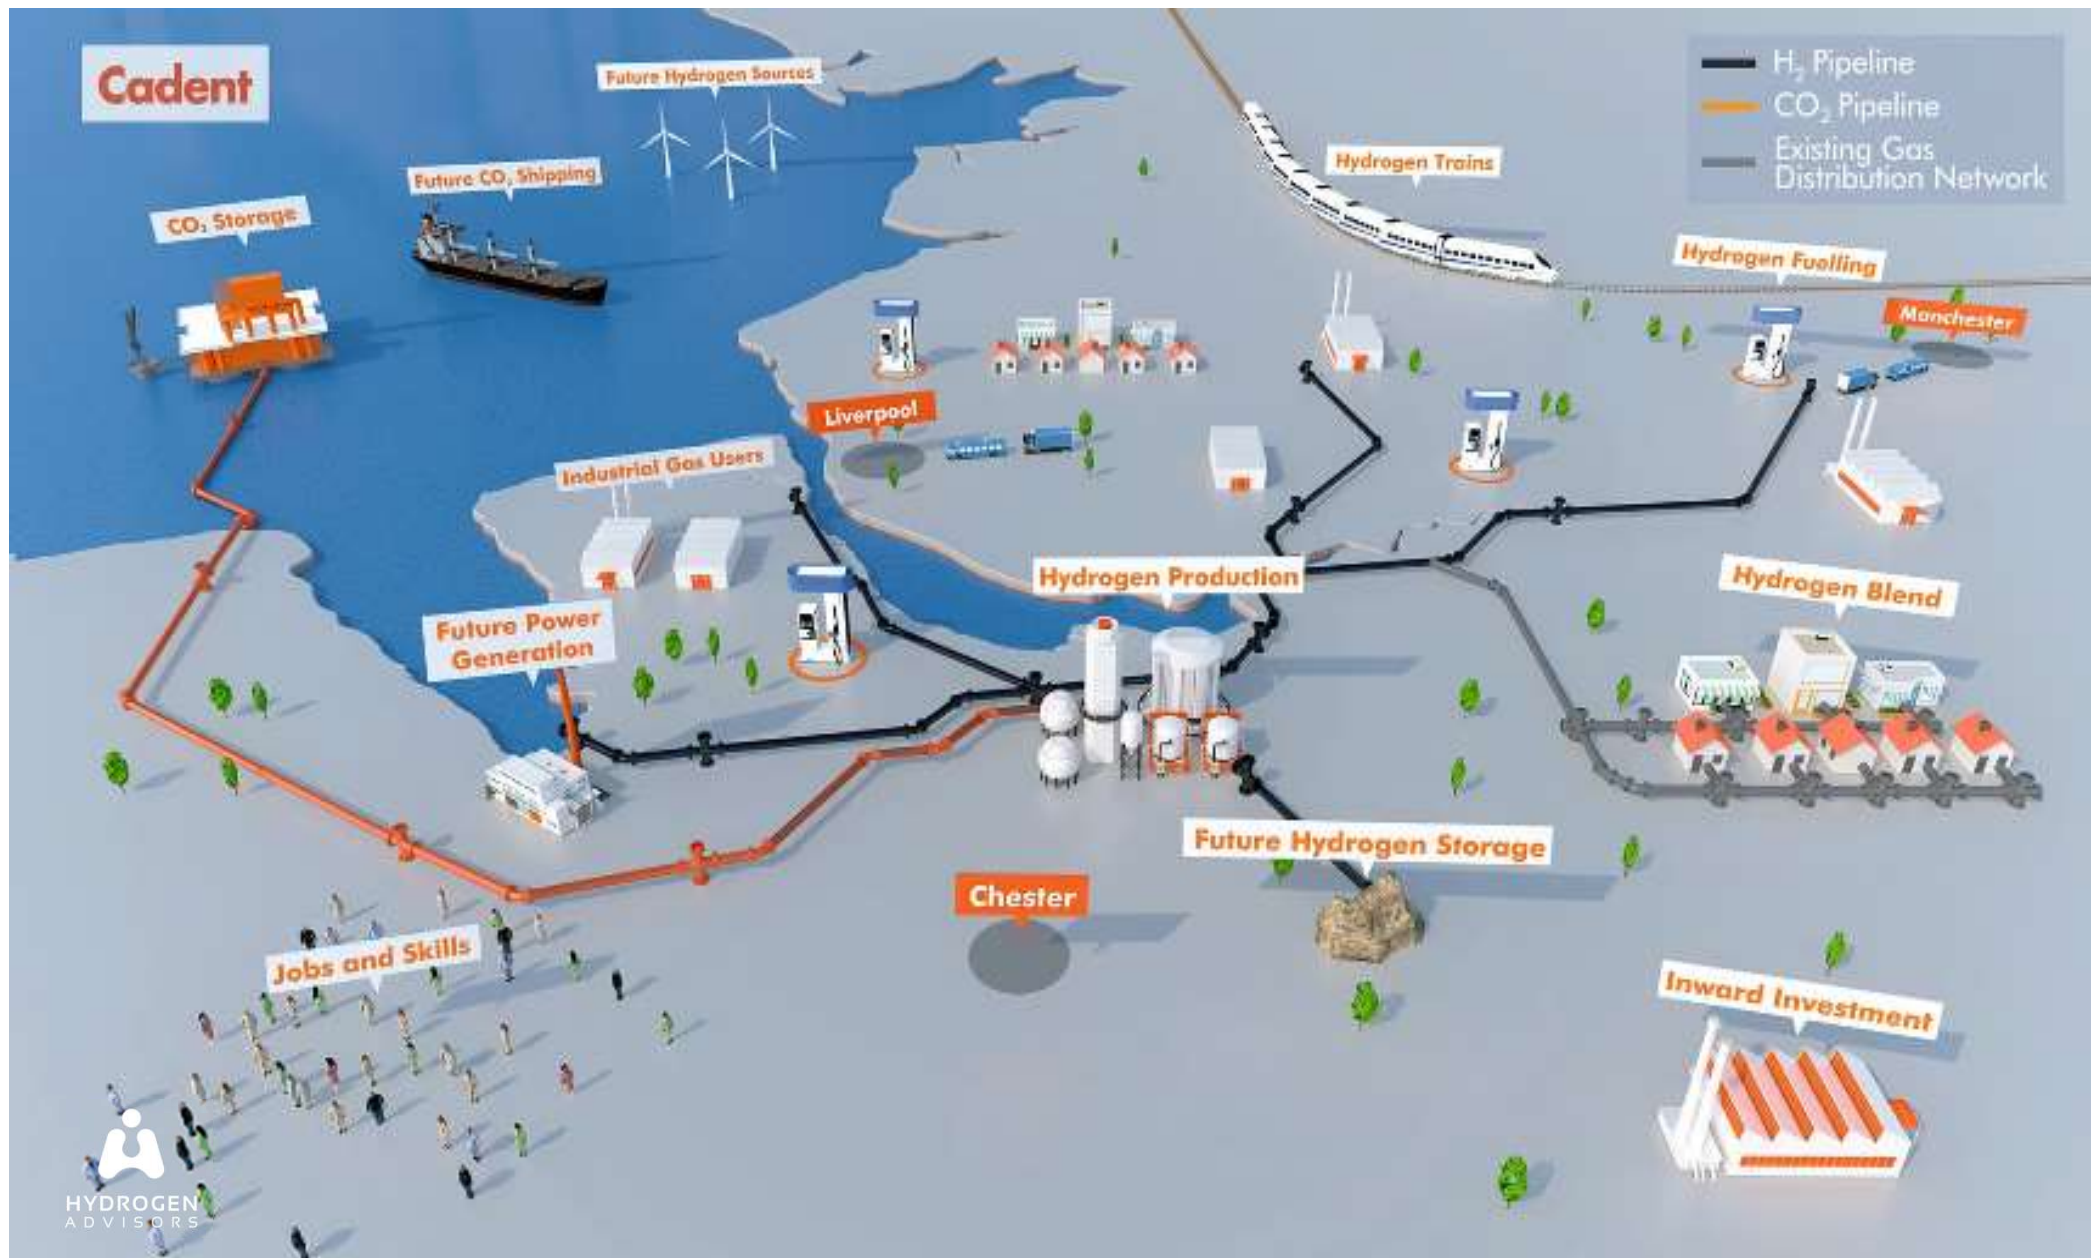 Cadent
Future Hydrogen Sources
H₂ Pipeline
CO₂ Pipeline
Existing Gas
Distribution Network
Hydrogen Trains
Future CO₂ Shipping
CO₂ Storage
Hydrogen Fuelling
Manchester
Liverpool
Industrial Gas Users
Hydrogen Production
Hydrogen Blend
Future Power
Generation
Future Hydrogen Storage
Chester
Jobs and Skills
Inward Investment
HYDROGEN
ADVISORS